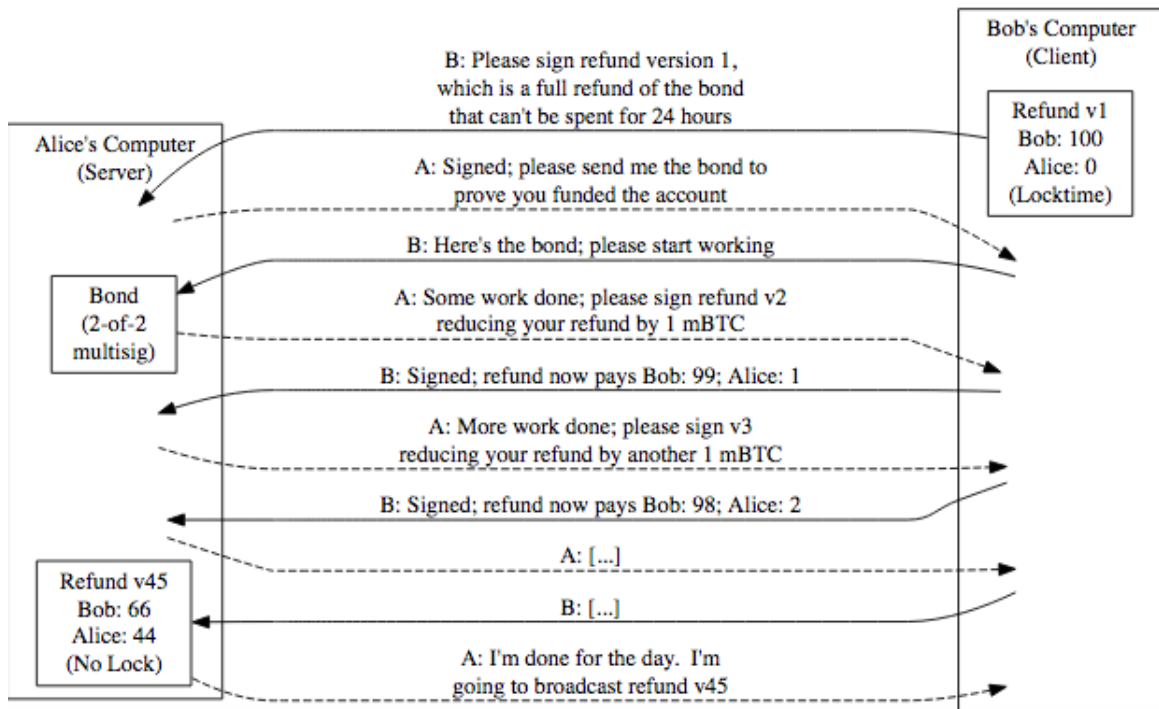 Bob's Computer
(Client)
B: Please sign refund version 1,
which is a full refund of the bond
that can't be spent for 24 hours
Refund v1
Bob: 100
Alice: 0
(Locktime)
Alice's Computer
(Server)
A: Signed; please send me the bond to
prove you funded the account
B: Here's the bond; please start working
Bond
(2-of-2
multisig)
A: Some work done; please sign refund v2
reducing your refund by 1 mBTC
B: Signed; refund now pays Bob: 99; Alice: 1
A: More work done; please sign v3
reducing your refund by another 1 mBTC
B: Signed; refund now pays Bob: 98; Alice: 2
A: [...]
Refund v45
Bob: 66
Alice: 44
(No Lock)
B: [...]
A: I'm done for the day.  I'm
going to broadcast refund v45